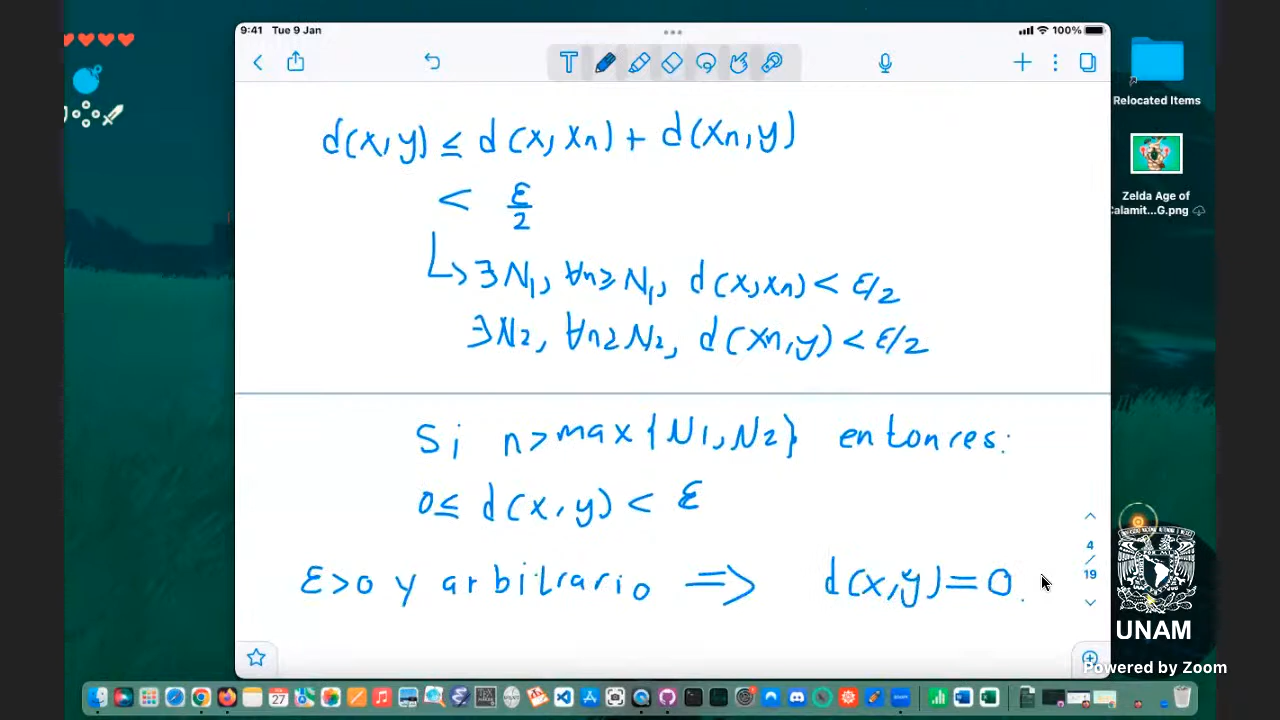 9:41 Tue 9 Jan
100%
d(x,y) ≤ d(x,xn) + d(xn,y)
< ε/2
↳ ∃N1, ∀n≥N1, d(x,xn) < ε/2
∃N2, ∀n≥N2, d(xn,y) < ε/2
Si n > max{N1,N2} entonces:
0 ≤ d(x,y) < ε
ε>0 y arbitrario ⟹ d(x,y) = 0.
4
/
19
Relocated Items
Zelda Age of
Calamit...G.png
UNAM
Powered by Zoom
27